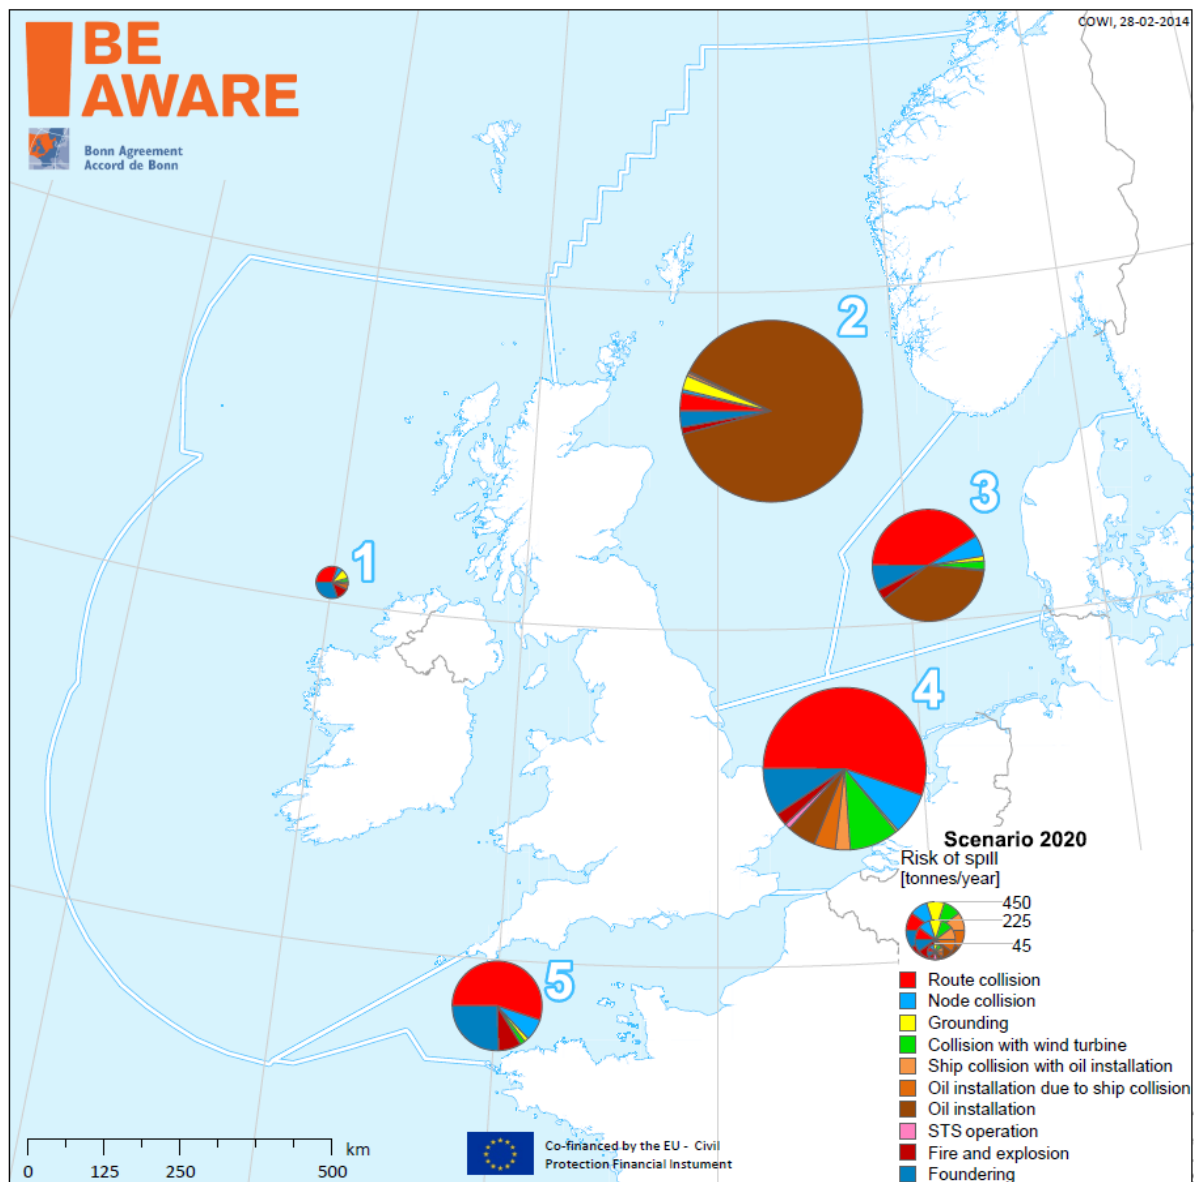 COWI, 28-02-2014
BE
AWARE
Bonn Agreement
Accord de Bonn
2
3
1
4
5
Scenario 2020
Risk of spill
[tonnes/year]
450
225
45
Route collision
Node collision
Grounding
Collision with wind turbine
Ship collision with oil installation
Oil installation due to ship collision
Oil installation
STS operation
Fire and explosion
Foundering
km
0 125 250 500
Co-financed by the EU - Civil
Protection Financial Instument